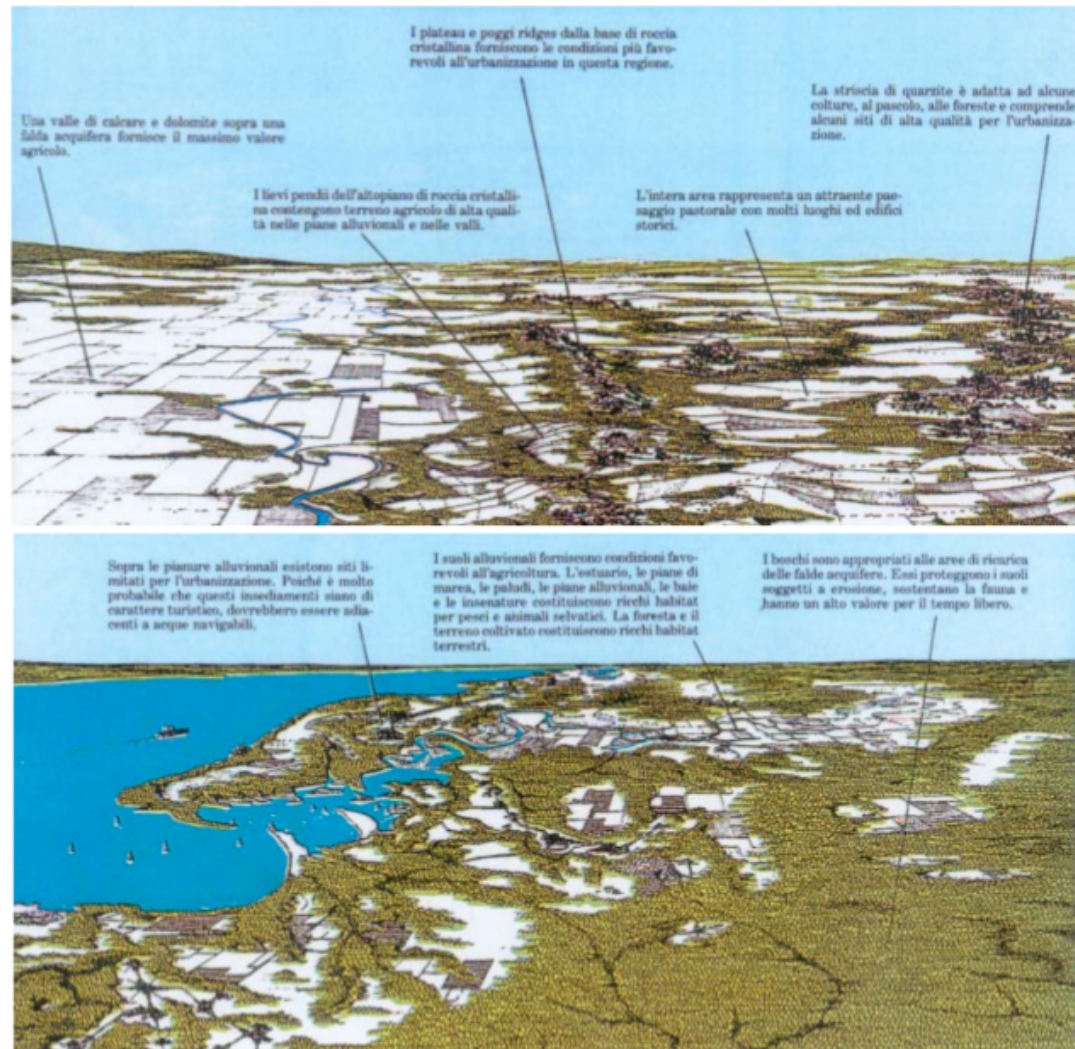 I plateau e poggi ridges dalla base di roccia
cristallina forniscono le condizioni più favo-
revoli all'urbanizzazione in questa regione.
La striscia di quarzite è adatta ad alcune
colture, al pascolo, alle foreste e comprende
alcuni siti di alta qualità per l'urbanizza-
zione.
Una valle di calcare e dolomite sopra una
falda acquifera fornisce il massimo valore
agricolo.
I lievi pendii dell'altopiano di roccia cristalli-
na contengono terreno agricolo di alta quali-
tà nelle piane alluvionali e nelle valli.
L'intera area rappresenta un attraente pae-
saggio pastorale con molti luoghi ed edifici
storici.
Sopra le pianure alluvionali esistono siti li-
mitati per l'urbanizzazione. Poiché è molto
probabile che questi insediamenti siano di
carattere turistico, dovrebbero essere adia-
centi a acque navigabili.
I suoli alluvionali forniscono condizioni favo-
revoli all'agricoltura. L'estuario, le piane di
marea, le paludi, le piane alluvionali, le baie
e le insenature costituiscono ricchi habitat
per pesci e animali selvatici. La foresta e il
terreno coltivato costituiscono ricchi habitat
terrestri.
I boschi sono appropriati alle aree di ricarica
delle falde acquifere. Essi proteggono i suoli
soggetti a erosione, sostentano la fauna e
hanno un alto valore per il tempo libero.